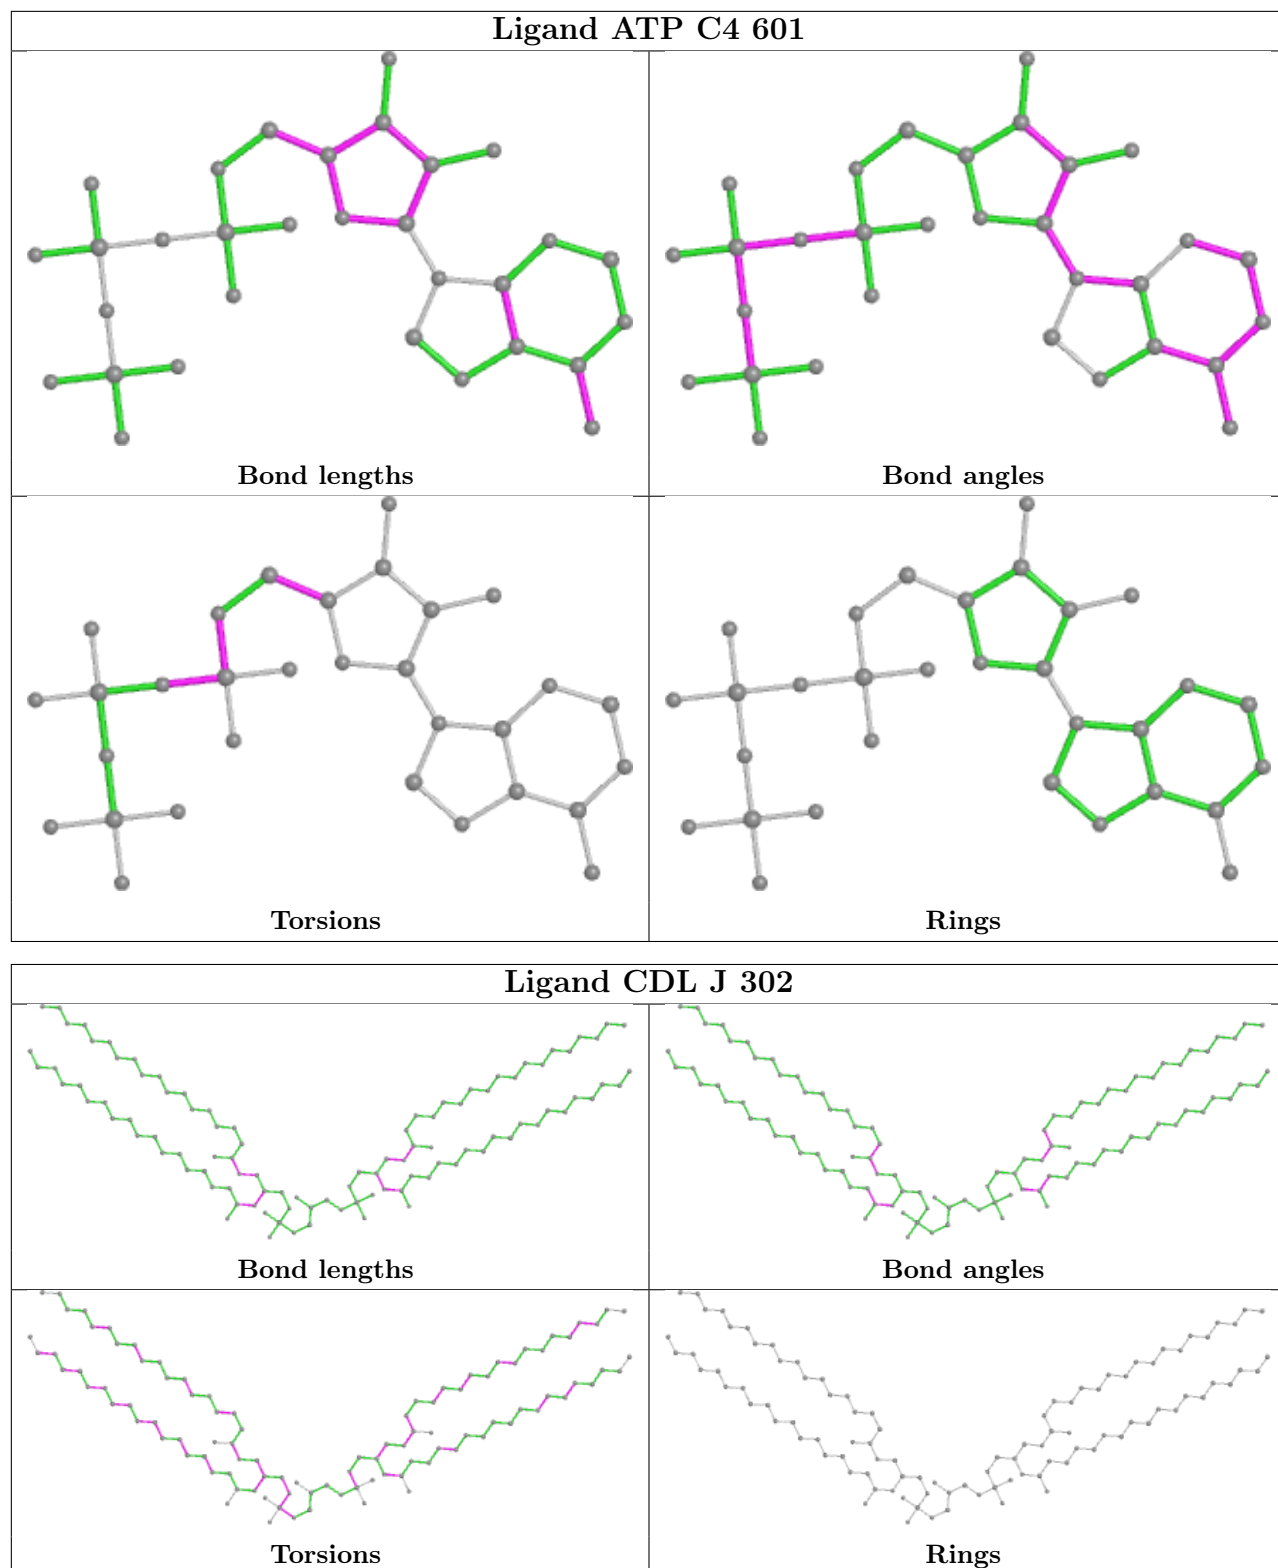 Ligand ATP C4 601
Bond lengths
Bond angles
Torsions
Rings
Ligand CDL J 302
Bond lengths
Bond angles
Torsions
Rings